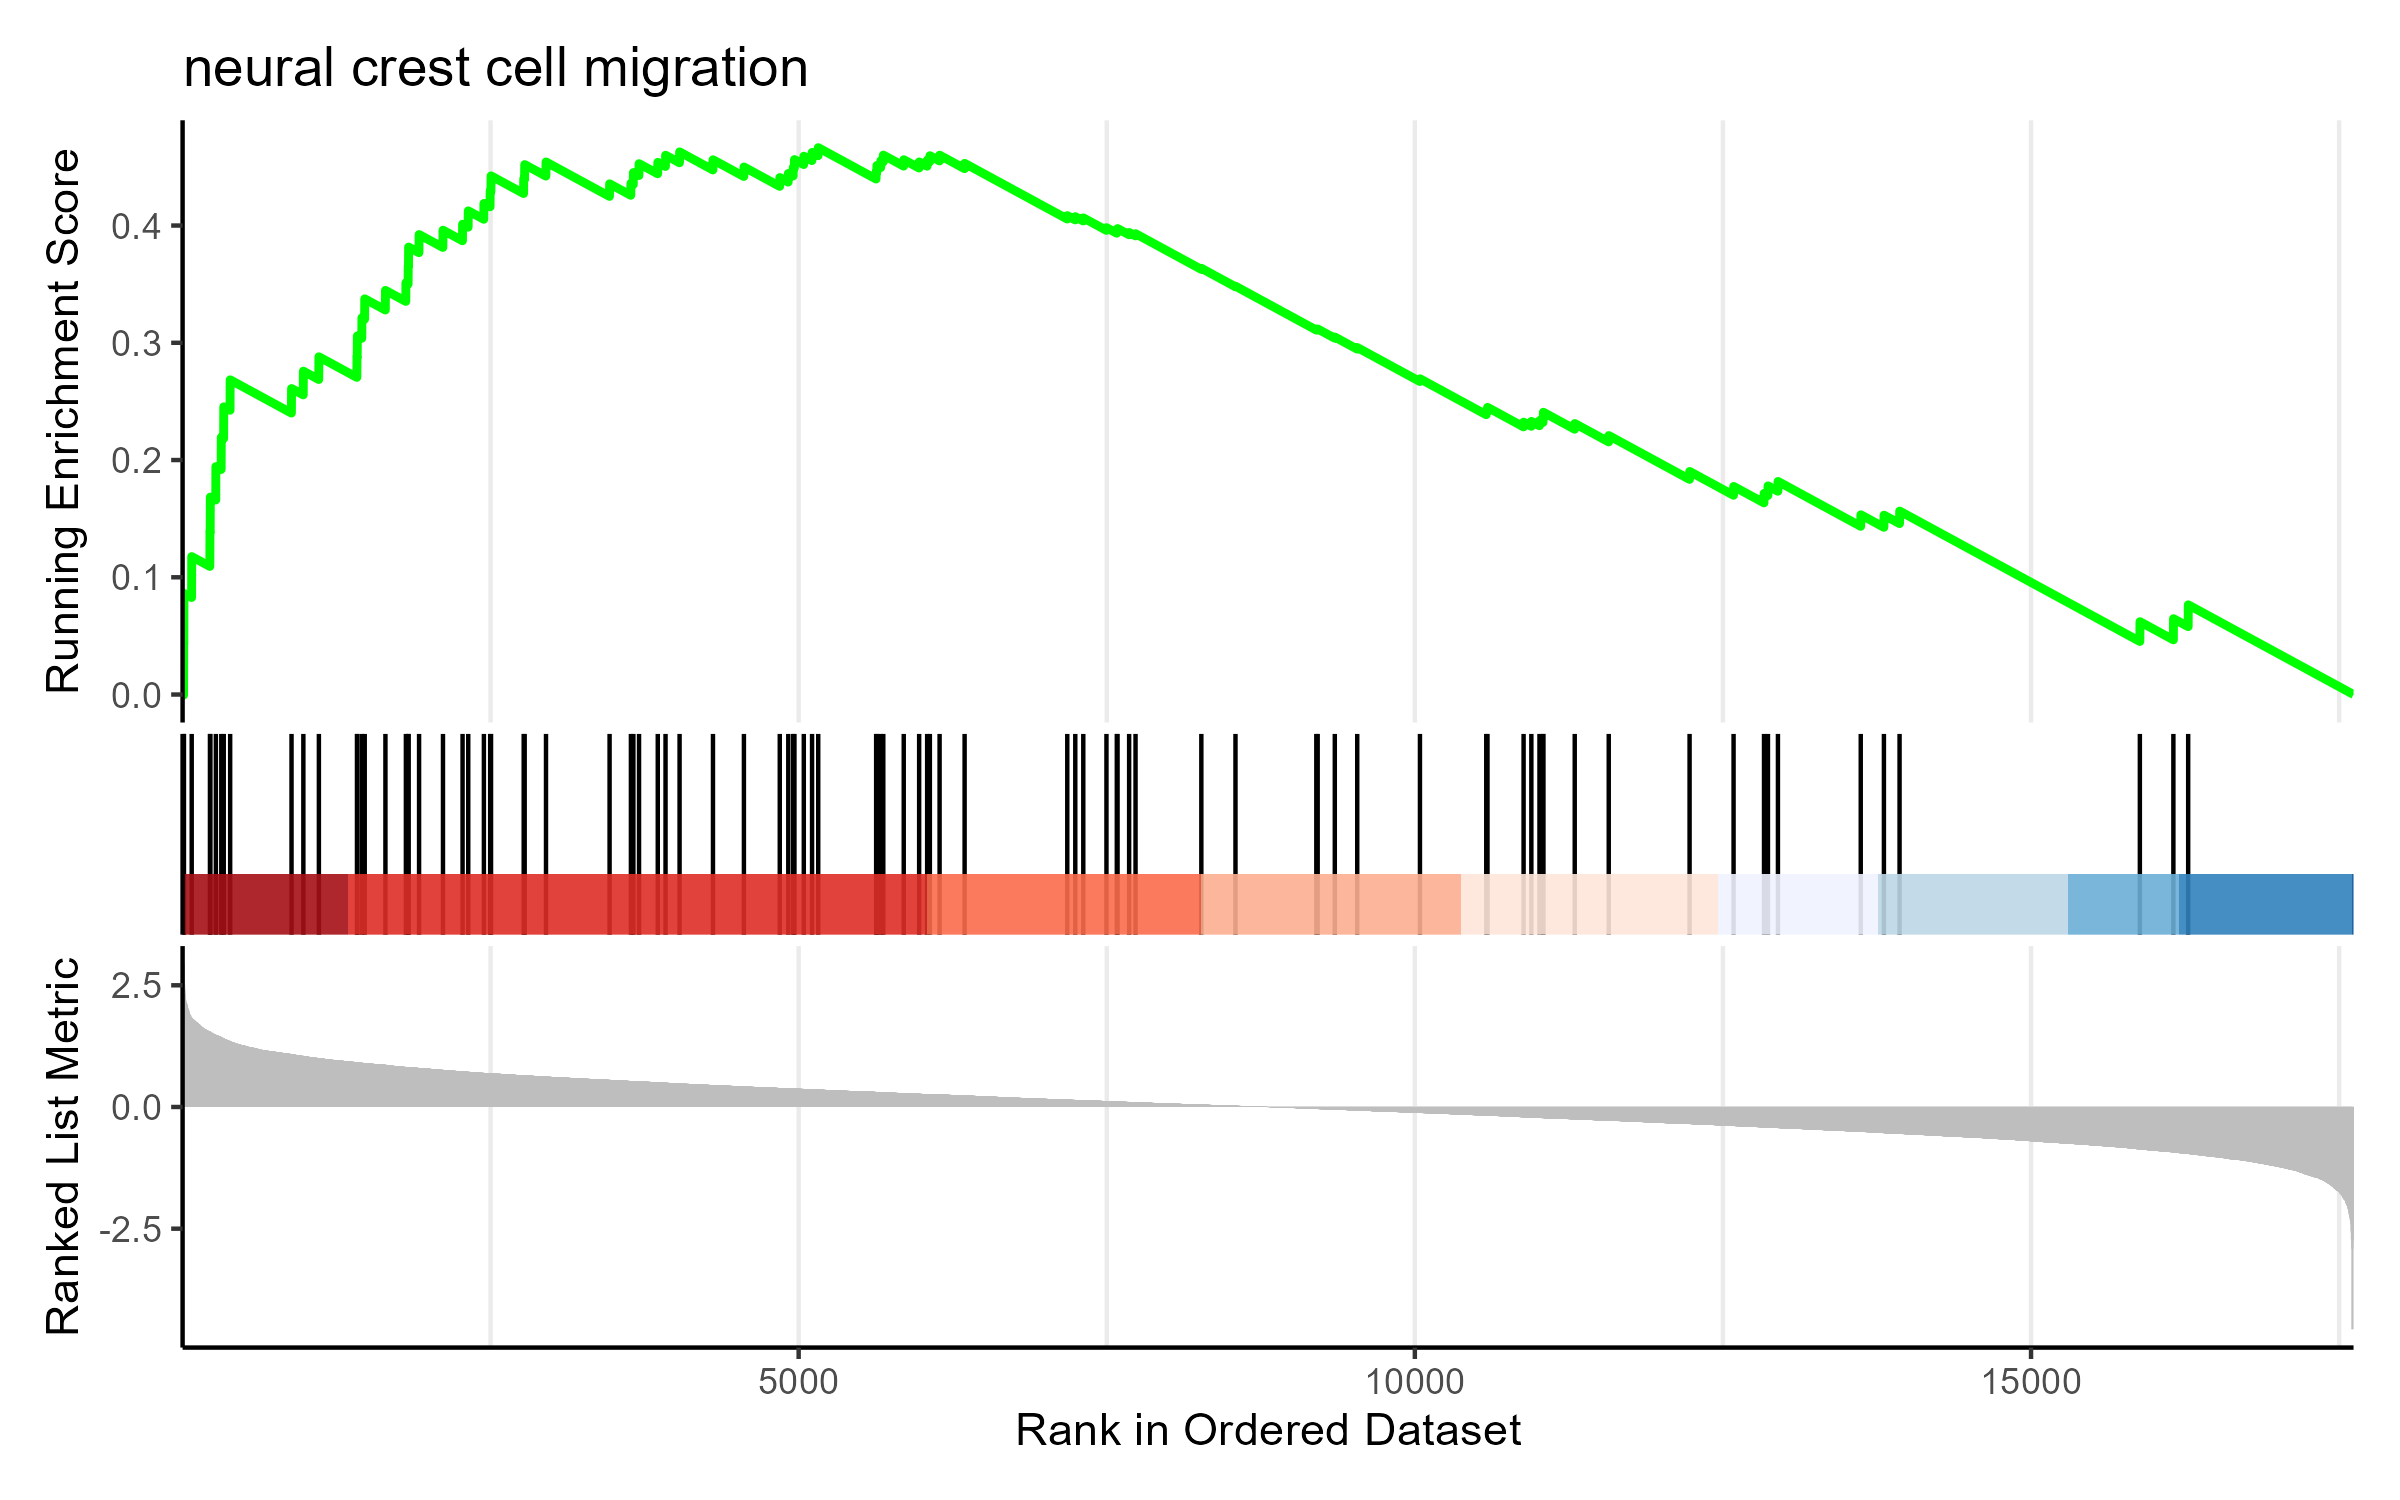 neural crest cell migration
Running Enrichment Score
0.4
0.3
0.2
0.1
0.0
Ranked List Metric
2.5
0.0
-2.5
5000
10000
15000
Rank in Ordered Dataset